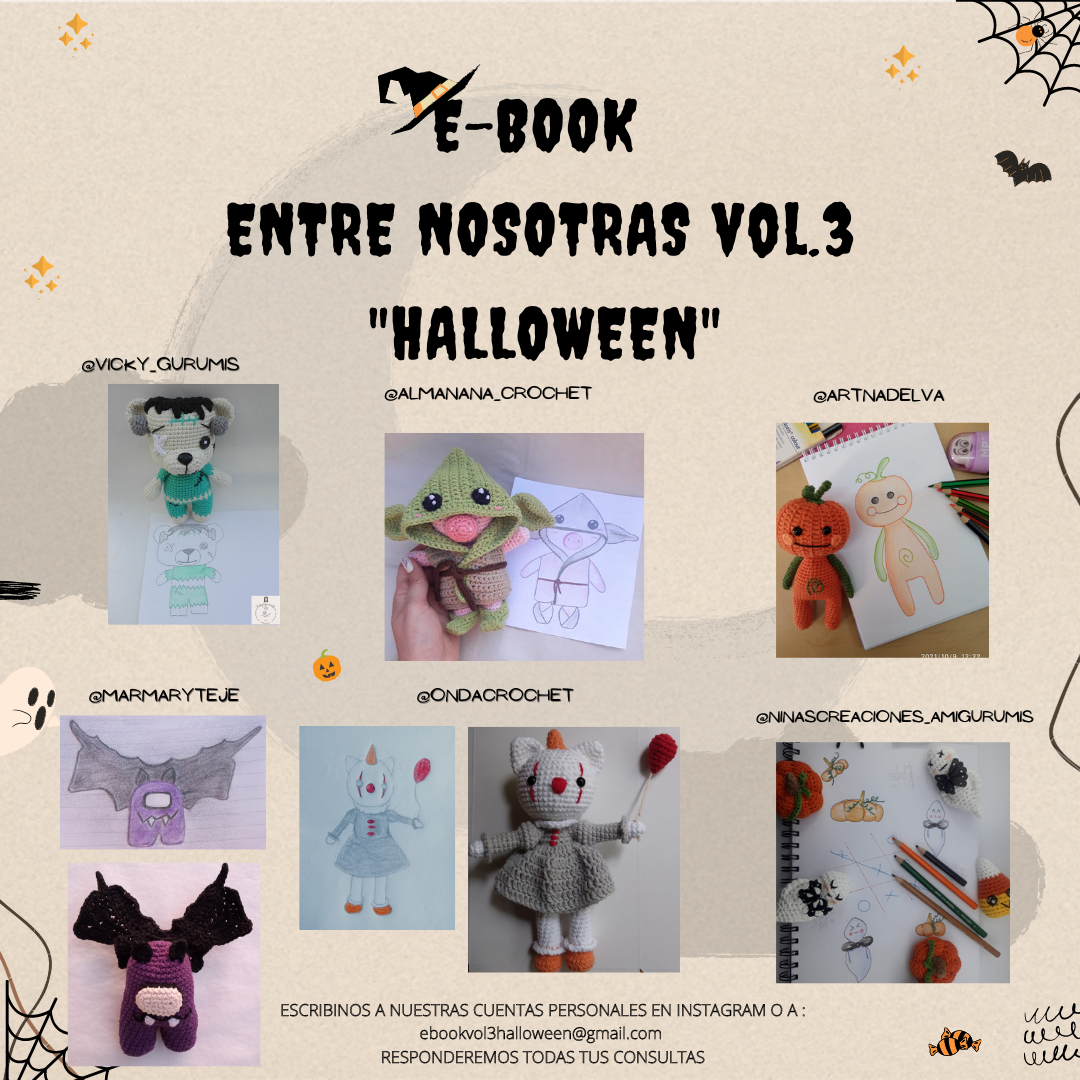 E-BOOK
ENTRE NOSOTRAS VOL.3
"HALLOWEEN"
@VICKY_GURUMIS
@ALMANANA_CROCHET
@ARTNADELVA
@MARMARYTEJE
@ONDACROCHET
@NINASCREACIONES_AMIGURUMIS
ESCRIBINOS A NUESTRAS CUENTAS PERSONALES EN INSTAGRAM O A :
ebookvol3halloween@gmail.com
RESPONDEREMOS TODAS TUS CONSULTAS